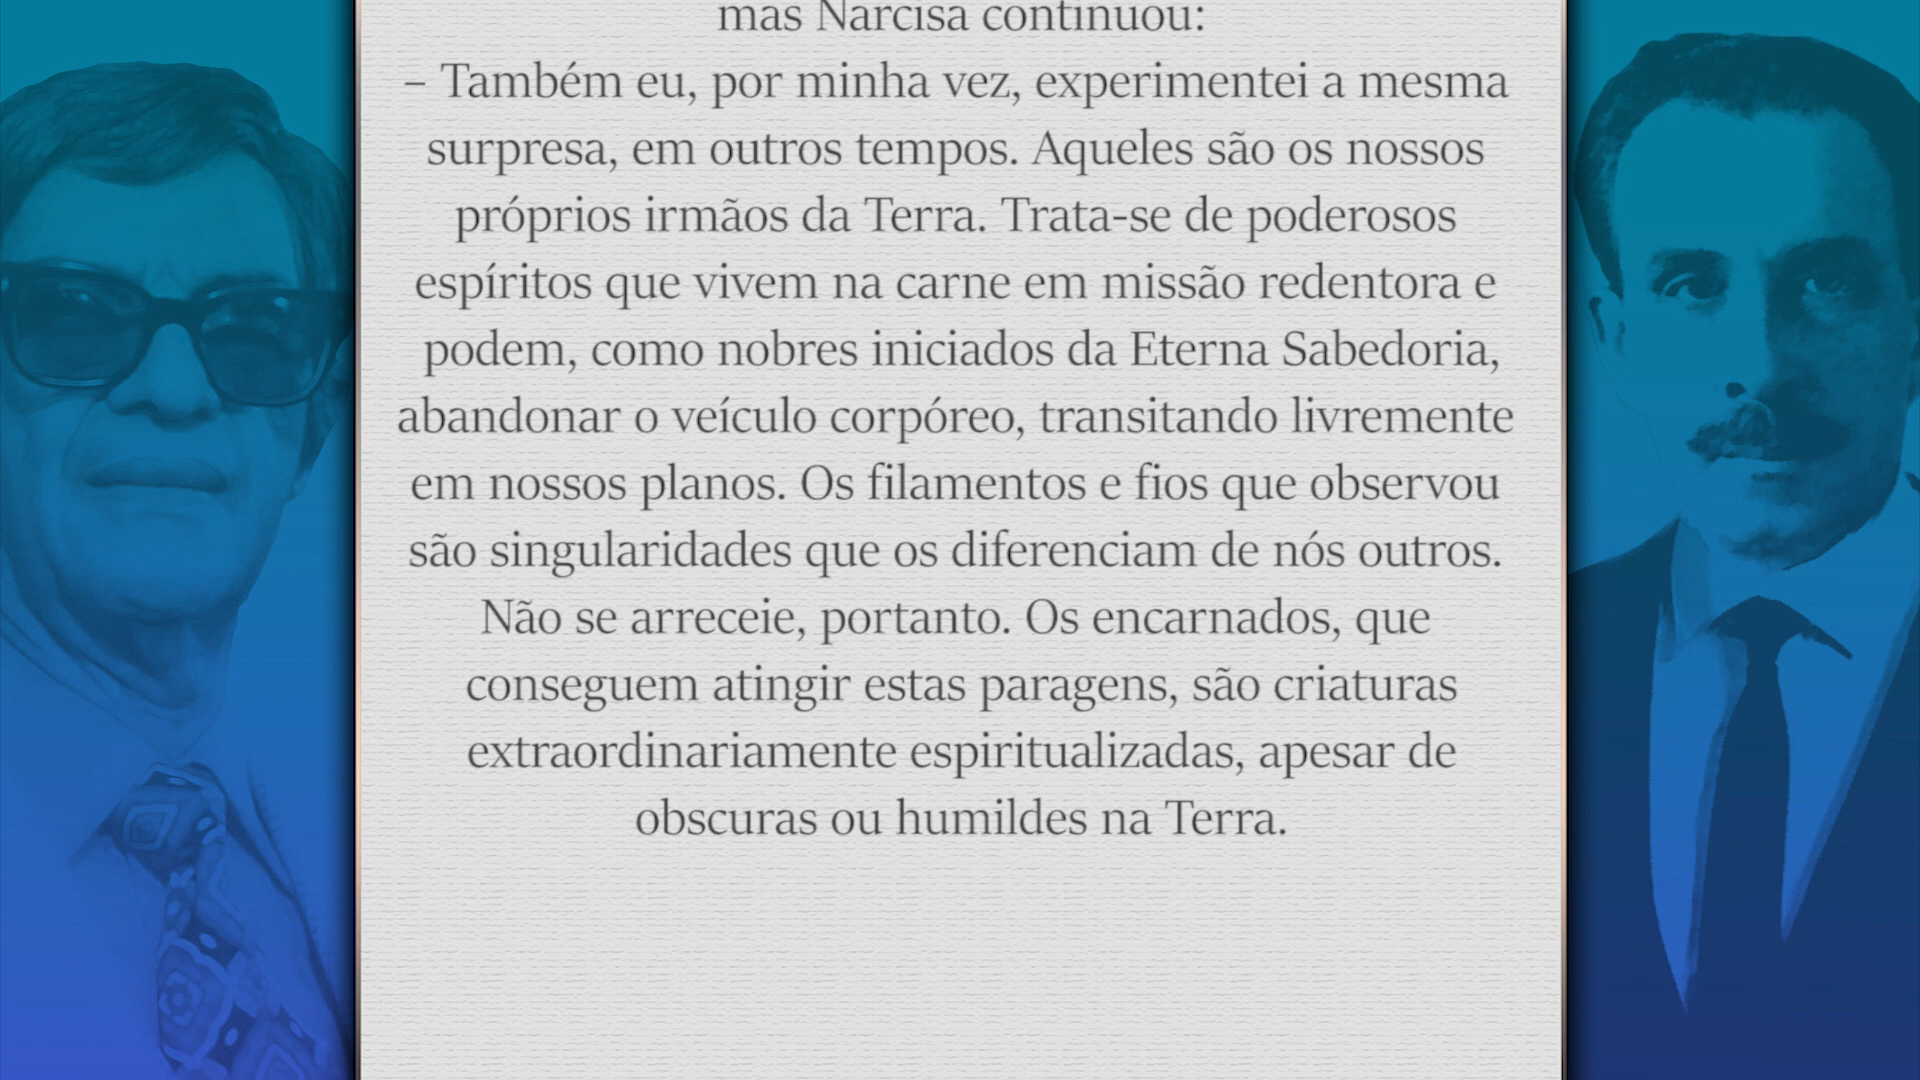 mas Narcisa continuou:
– Também eu, por minha vez, experimentei a mesma
surpresa, em outros tempos. Aqueles são os nossos
próprios irmãos da Terra. Trata-se de poderosos
espíritos que vivem na carne em missão redentora e
podem, como nobres iniciados da Eterna Sabedoria,
abandonar o veículo corpóreo, transitando livremente
em nossos planos. Os filamentos e fios que observou
são singularidades que os diferenciam de nós outros.
Não se arreceie, portanto. Os encarnados, que
conseguem atingir estas paragens, são criaturas
extraordinariamente espiritualizadas, apesar de
obscuras ou humildes na Terra.